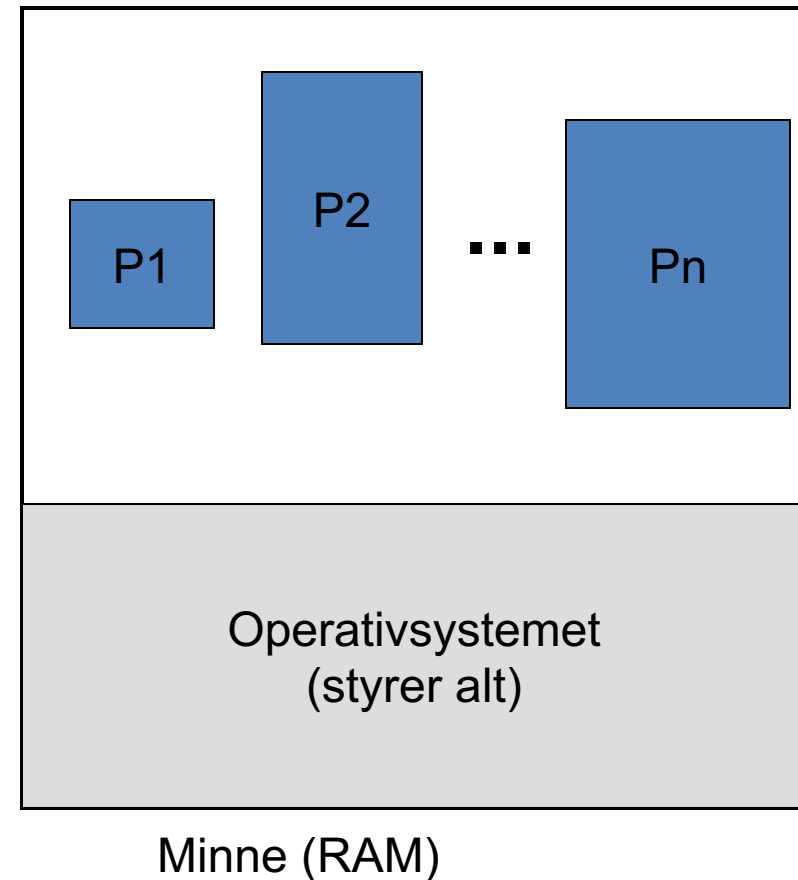 P1
P2
...
Pn
Operativsystemet
(styrer alt)
Minne (RAM)